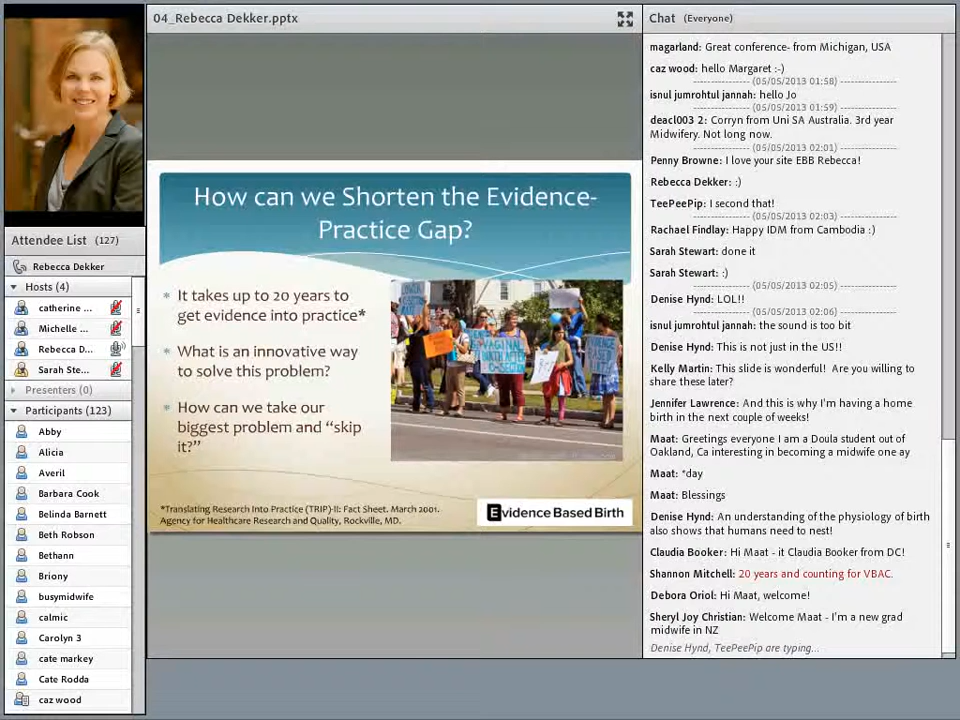 04_Rebecca Dekker.pptx
Attendee List (127)
Rebecca Dekker
Hosts (4)
catherine ...
Michelle ...
Rebecca D...
Sarah Ste...
Presenters (0)
Participants (123)
Abby
Alicia
Averil
Barbara Cook
Belinda Barnett
Beth Robson
Bethann
Briony
busymidwife
calmic
Carolyn 3
cate markey
Cate Rodda
caz wood
How can we Shorten the Evidence-
Practice Gap?
It takes up to 20 years to
get evidence into practice*
What is an innovative way
to solve this problem?
How can we take our
biggest problem and “skip
it?”
VAGINAL
BIRTH AFTER
*Translating Research Into Practice (TRIP)-II: Fact Sheet. March 2001.
Agency for Healthcare Research and Quality, Rockville, MD.
Evidence Based Birth
Chat (Everyone)
magarland: Great conference- from Michigan, USA
caz wood: hello Margaret :-)
---------------- (05/05/2013 01:58) ----------------
isnul jumrohtul jannah: hello Jo
---------------- (05/05/2013 01:59) ----------------
deacl003 2: Corryn from Uni SA Australia. 3rd year
Midwifery. Not long now.
---------------- (05/05/2013 02:01) ----------------
Penny Browne: I love your site EBB Rebecca!
Rebecca Dekker: :)
TeePeePip: I second that!
---------------- (05/05/2013 02:03) ----------------
Rachael Findlay: Happy IDM from Cambodia :)
Sarah Stewart: done it
Sarah Stewart: :)
---------------- (05/05/2013 02:05) ----------------
Denise Hynd: LOL!!
---------------- (05/05/2013 02:06) ----------------
isnul jumrohtul jannah: the sound is too bit
Denise Hynd: This is not just in the US!!
Kelly Martin: This slide is wonderful! Are you willing to
share these later?
Jennifer Lawrence: And this is why I'm having a home
birth in the next couple of weeks!
Maat: Greetings everyone I am a Doula student out of
Oakland, Ca interesting in becoming a midwife one ay
Maat: *day
Maat: Blessings
Denise Hynd: An understanding of the physiology of birth
also shows that humans need to nest!
Claudia Booker: Hi Maat - it Claudia Booker from DC!
Shannon Mitchell: 20 years and counting for VBAC.
Debora Oriol: Hi Maat, welcome!
Sheryl Joy Christian: Welcome Maat - I'm a new grad
midwife in NZ
Denise Hynd, TeePeePip are typing...